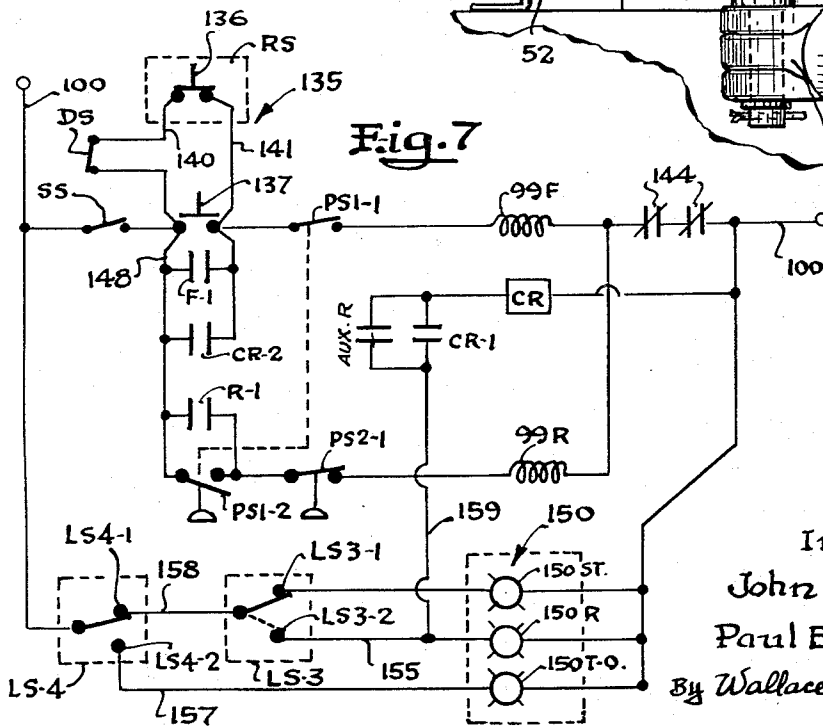 136
RS
52
100
135
DS
Fig. 7
140
141
144
137
99F
SS
PS1-1
148
100
F-1
CR
AUX. R
CR-1
CR-2
R-1
PS2-1
99R
PS1-2
159
150
LS4-1
LS3-1
158
150 ST.
LS3-2
150 R
John
LS4-2
155
150 T-O.
Paul
LS-4
LS-3
By Wallace
157